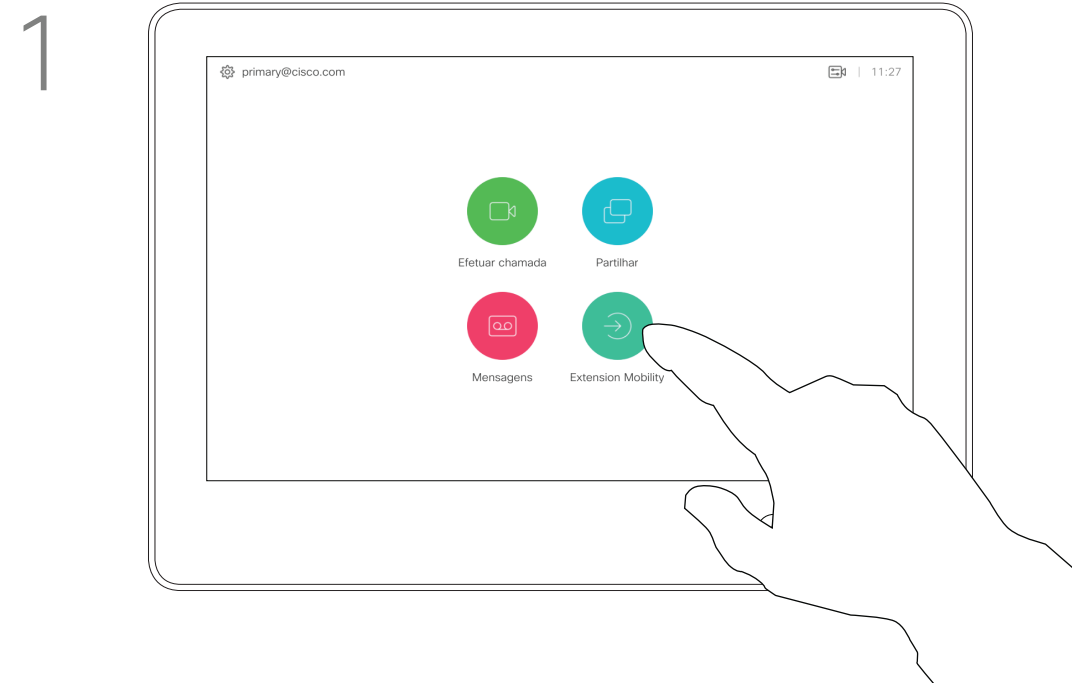 1
primary@cisco.com
11:27
Efetuar chamada
Partilhar
Mensagens
Extension Mobility